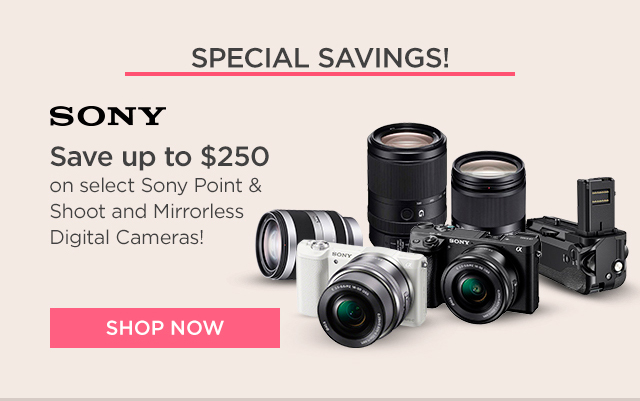 SPECIAL SAVINGS!
SONY
Save up to $250
on select Sony Point &
Shoot and Mirrorless
Digital Cameras!
SONY
SONY
α
SHOP NOW